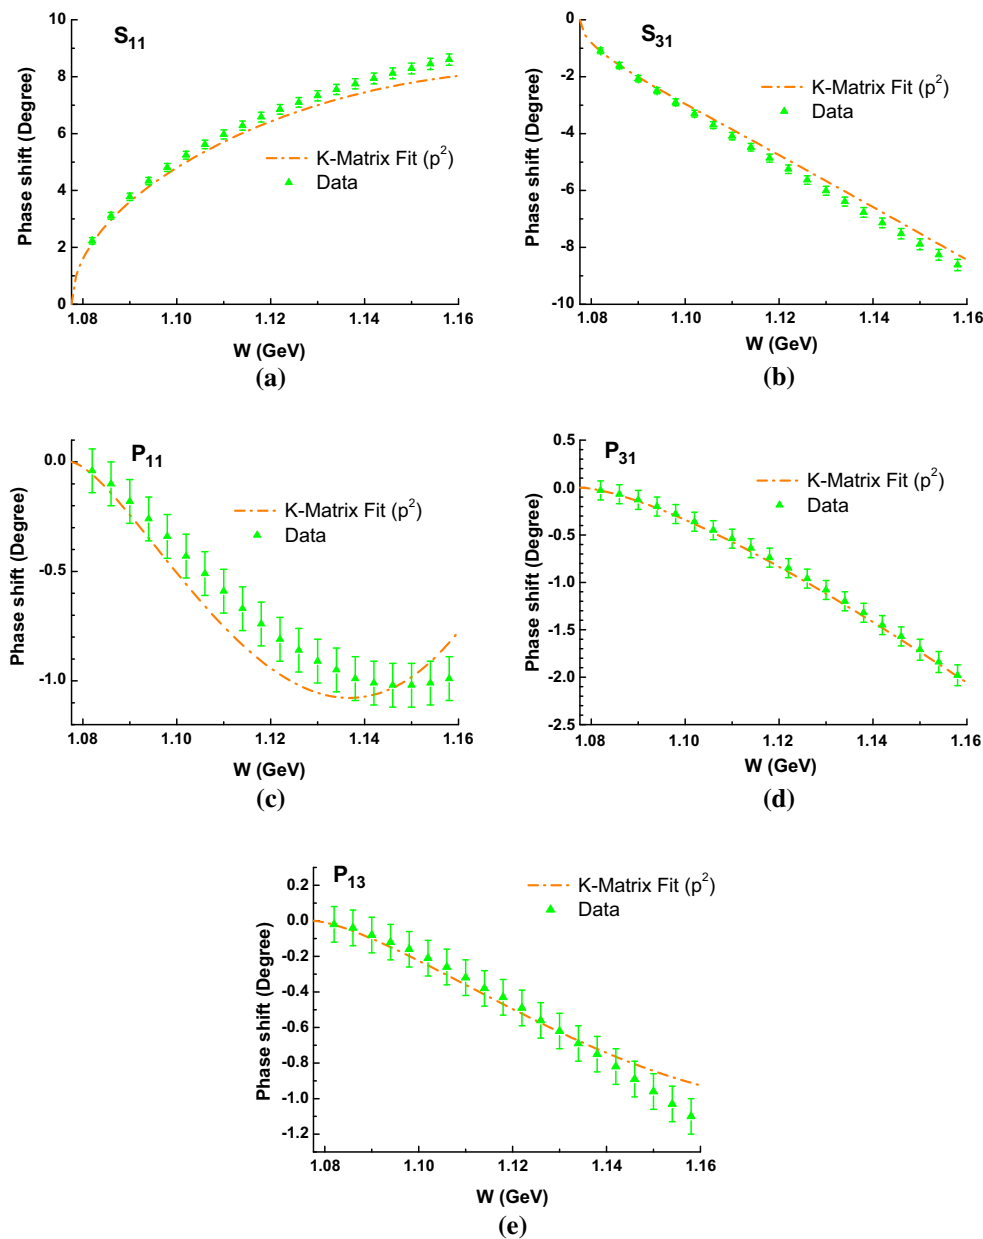 S11
Phase shift (Degree)
10
8
6
4
2
0
K-Matrix Fit (p²)
Data
1.08 1.10 1.12 1.14 1.16
W (GeV)
(a)
S31
Phase shift (Degree)
0
-2
-4
-6
-8
-10
K-Matrix Fit (p²)
Data
1.08 1.10 1.12 1.14 1.16
W (GeV)
(b)
P11
Phase shift (Degree)
0.0
-0.5
-1.0
K-Matrix Fit (p²)
Data
1.08 1.10 1.12 1.14 1.16
W (GeV)
(c)
P31
Phase shift (Degree)
0.5
0.0
-0.5
-1.0
-1.5
-2.0
-2.5
K-Matrix Fit (p²)
Data
1.08 1.10 1.12 1.14 1.16
W (GeV)
(d)
P13
Phase shift (Degree)
0.2
0.0
-0.2
-0.4
-0.6
-0.8
-1.0
-1.2
K-Matrix Fit (p²)
Data
1.08 1.10 1.12 1.14 1.16
W (GeV)
(e)